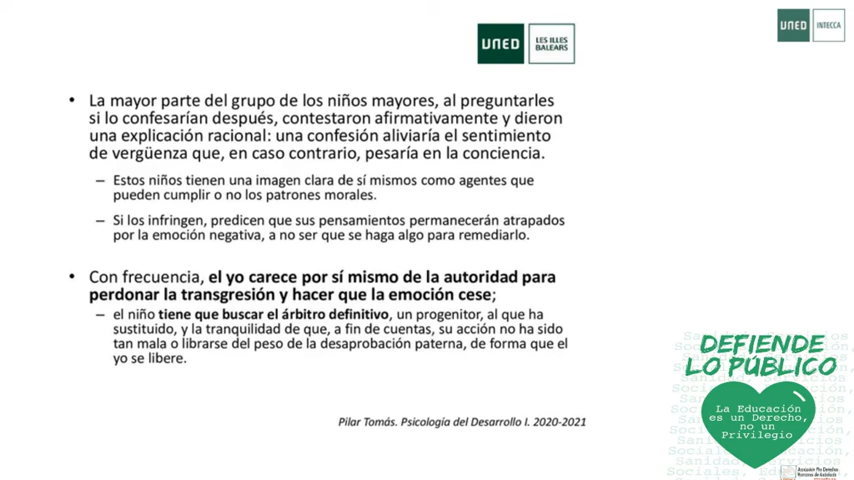 UNED
LES ILLES
BALEARS
UNED
INTECCA
• La mayor parte del grupo de los niños mayores, al preguntarles
si lo confesarían después, contestaron afirmativamente y dieron
una explicación racional: una confesión aliviaría el sentimiento
de vergüenza que, en caso contrario, pesaría en la conciencia.
– Estos niños tienen una imagen clara de sí mismos como agentes que
pueden cumplir o no los patrones morales.
– Si los infringen, predicen que sus pensamientos permanecerán atrapados
por la emoción negativa, a no ser que se haga algo para remediarlo.
• Con frecuencia, el yo carece por sí mismo de la autoridad para
perdonar la transgresión y hacer que la emoción cese;
– el niño tiene que buscar el árbitro definitivo, un progenitor, al que ha
sustituido, y la tranquilidad de que, a fin de cuentas, su acción no ha sido
tan mala o librarse del peso de la desaprobación paterna, de forma que el
yo se libere.
Pilar Tomás. Psicología del Desarrollo I. 2020-2021
DEFIENDE
LO PÚBLICO
La Educación
es un Derecho,
no un
Privilegio